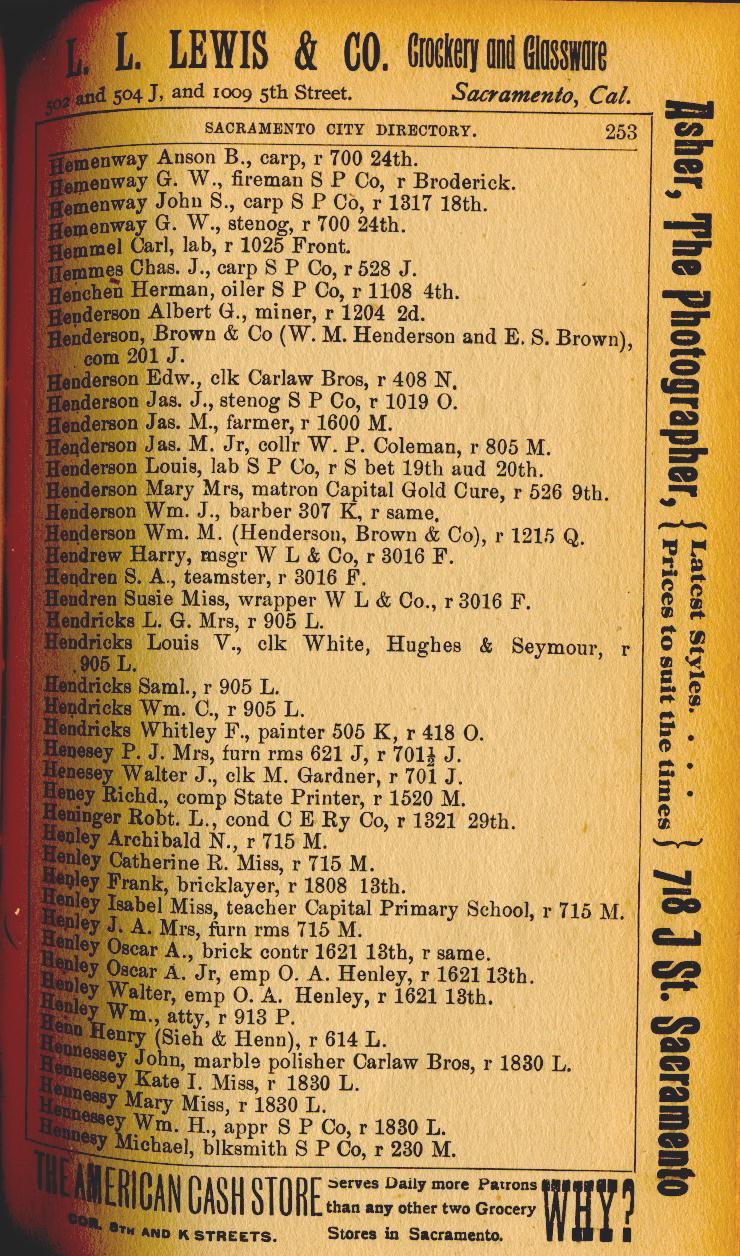 L. L. LEWIS & CO. Crockery and Glassware
502 and 504 J, and 1009 5th Street. Sacramento, Cal.
SACRAMENTO CITY DIRECTORY. 253
Hemenway Anson B., carp, r 700 24th.
Hemenway G. W., fireman S P Co, r Broderick.
Hemenway John S., carp S P Co, r 1317 18th.
Hemenway G. W., stenog, r 700 24th.
Hemmel Carl, lab, r 1025 Front.
Hemmes Chas. J., carp S P Co, r 528 J.
Henchen Herman, oiler S P Co, r 1108 4th.
Henderson Albert G., miner, r 1204 2d.
Henderson, Brown & Co (W. M. Henderson and E. S. Brown),
com 201 J.
Henderson Edw., clk Carlaw Bros, r 408 N.
Henderson Jas. J., stenog S P Co, r 1019 O.
Henderson Jas. M., farmer, r 1600 M.
Henderson Jas. M. Jr, collr W. P. Coleman, r 805 M.
Henderson Louis, lab S P Co, r S bet 19th aud 20th.
Henderson Mary Mrs, matron Capital Gold Cure, r 526 9th.
Henderson Wm. J., barber 307 K, r same.
Henderson Wm. M. (Henderson, Brown & Co), r 1215 Q.
Hendrew Harry, msgr W L & Co, r 3016 F.
Hendren S. A., teamster, r 3016 F.
Hendren Susie Miss, wrapper W L & Co., r 3016 F.
Hendricks L. G. Mrs, r 905 L.
Hendricks Louis V., clk White, Hughes & Seymour, r
905 L.
Hendricks Saml., r 905 L.
Hendricks Wm. C., r 905 L.
Hendricks Whitley F., painter 505 K, r 418 O.
Henesey P. J. Mrs, furn rms 621 J, r 701½ J.
Henesey Walter J., clk M. Gardner, r 701 J.
Heney Richd., comp State Printer, r 1520 M.
Heninger Robt. L., cond C E Ry Co, r 1321 29th.
Henley Archibald N., r 715 M.
Henley Catherine R. Miss, r 715 M.
Henley Frank, bricklayer, r 1808 13th.
Henley Isabel Miss, teacher Capital Primary School, r 715 M.
Henley J. A. Mrs, furn rms 715 M.
Henley Oscar A., brick contr 1621 13th, r same.
Henley Oscar A. Jr, emp O. A. Henley, r 1621 13th.
Henley Walter, emp O. A. Henley, r 1621 13th.
Henley Wm., atty, r 913 P.
Henn Henry (Sieh & Henn), r 614 L.
Hennessey John, marble polisher Carlaw Bros, r 1830 L.
Hennessey Kate I. Miss, r 1830 L.
Hennessy Mary Miss, r 1830 L.
Hennessey Wm. H., appr S P Co, r 1830 L.
Hennesy Michael, blksmith S P Co, r 230 M.
THE AMERICAN CASH STORE
COR. 8TH AND K STREETS.
Serves Daily more Patrons
than any other two Grocery
Stores in Sacramento.
WHY?
Asher, The Photographer, { Latest Styles. . . . } 718 J St. Sacramento
{ Prices to suit the times }